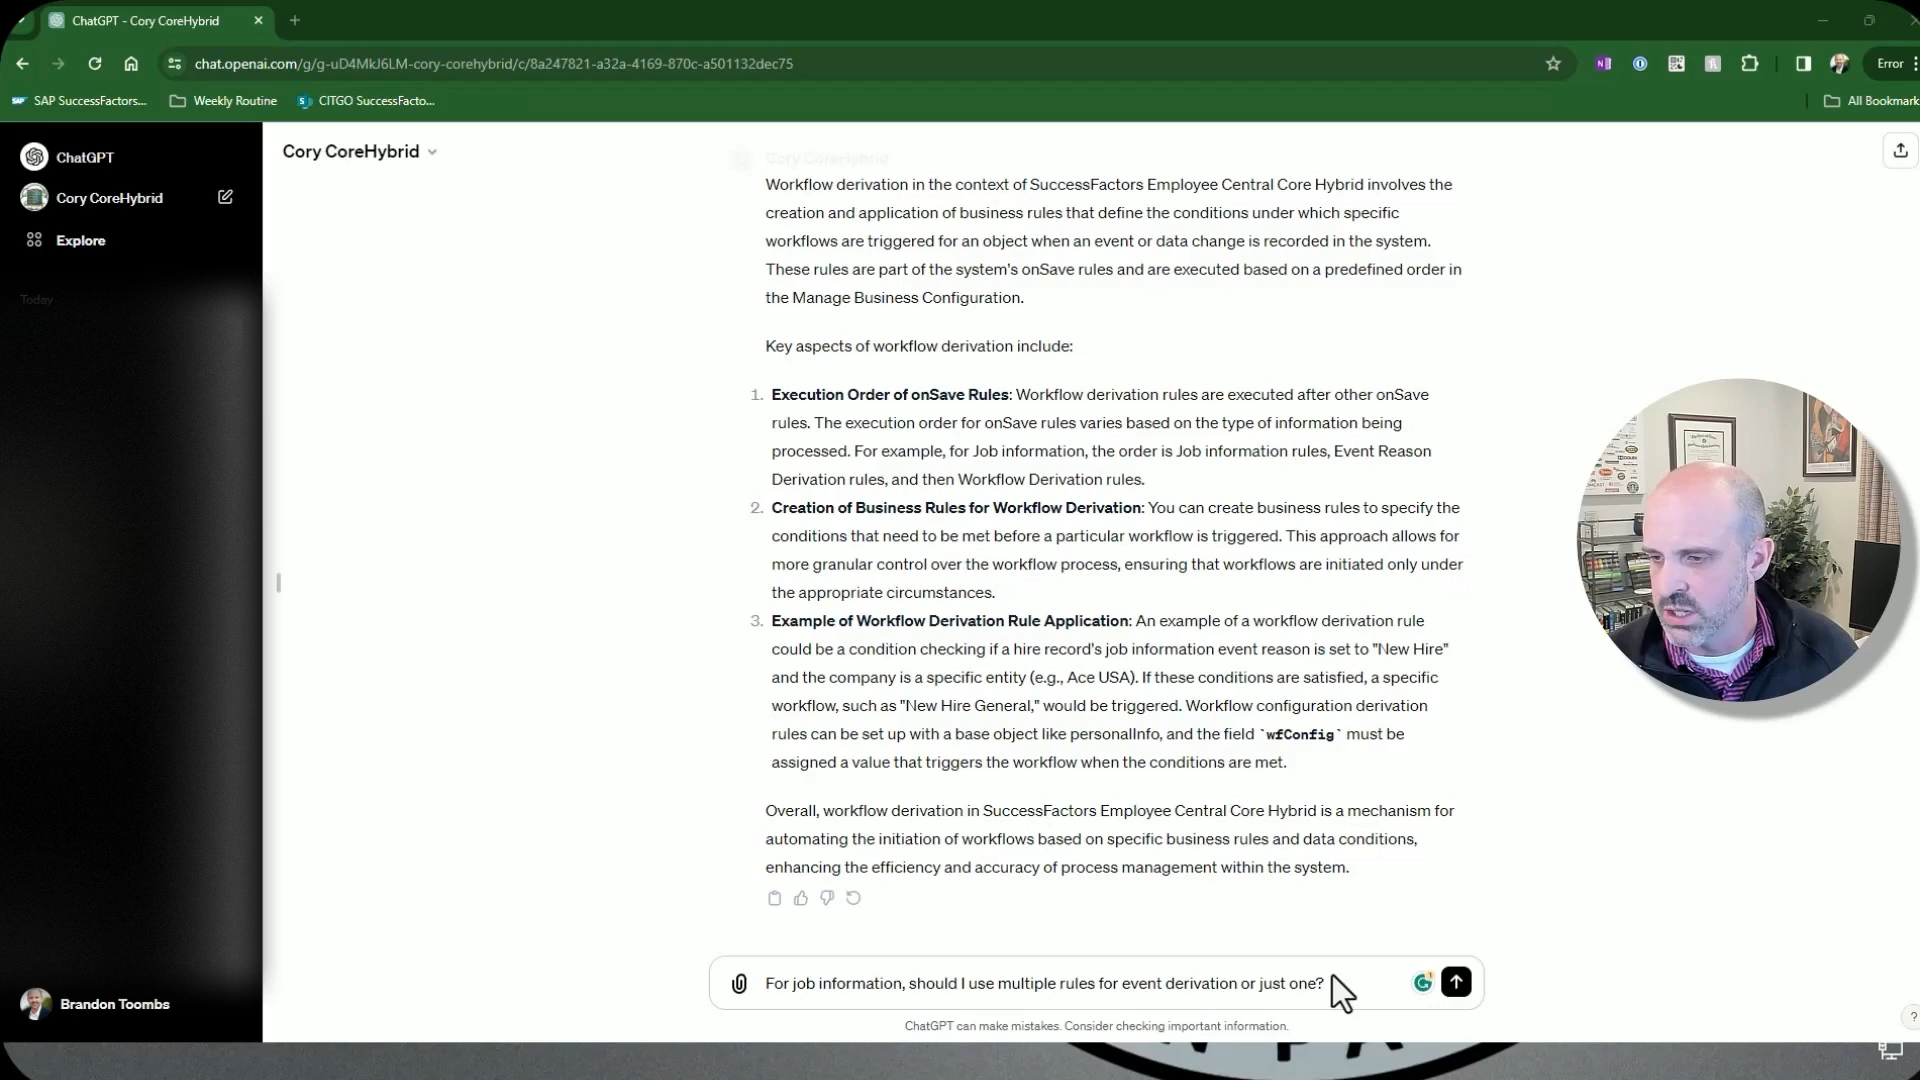 ChatGPT - Cory CoreHybrid
chat.openai.com/g/g-uD4MkJ6LM-cory-corehybrid/c/8a247821-a32a-4169-870c-a501132dec75
Error
SAP SuccessFactors...
Weekly Routine
CITGO SuccessFacto...
All Bookmark
ChatGPT
Cory CoreHybrid
Explore
Today
Brandon Toombs
Cory CoreHybrid
Cory CoreHybrid
Workflow derivation in the context of SuccessFactors Employee Central Core Hybrid involves the
creation and application of business rules that define the conditions under which specific
workflows are triggered for an object when an event or data change is recorded in the system.
These rules are part of the system's onSave rules and are executed based on a predefined order in
the Manage Business Configuration.
Key aspects of workflow derivation include:
1. Execution Order of onSave Rules: Workflow derivation rules are executed after other onSave
rules. The execution order for onSave rules varies based on the type of information being
processed. For example, for Job information, the order is Job information rules, Event Reason
Derivation rules, and then Workflow Derivation rules.
2. Creation of Business Rules for Workflow Derivation: You can create business rules to specify the
conditions that need to be met before a particular workflow is triggered. This approach allows for
more granular control over the workflow process, ensuring that workflows are initiated only under
the appropriate circumstances.
3. Example of Workflow Derivation Rule Application: An example of a workflow derivation rule
could be a condition checking if a hire record's job information event reason is set to "New Hire"
and the company is a specific entity (e.g., Ace USA). If these conditions are satisfied, a specific
workflow, such as "New Hire General," would be triggered. Workflow configuration derivation
rules can be set up with a base object like personalInfo, and the field `wfConfig` must be
assigned a value that triggers the workflow when the conditions are met.
Overall, workflow derivation in SuccessFactors Employee Central Core Hybrid is a mechanism for
automating the initiation of workflows based on specific business rules and data conditions,
enhancing the efficiency and accuracy of process management within the system.
For job information, should I use multiple rules for event derivation or just one?
ChatGPT can make mistakes. Consider checking important information.
?